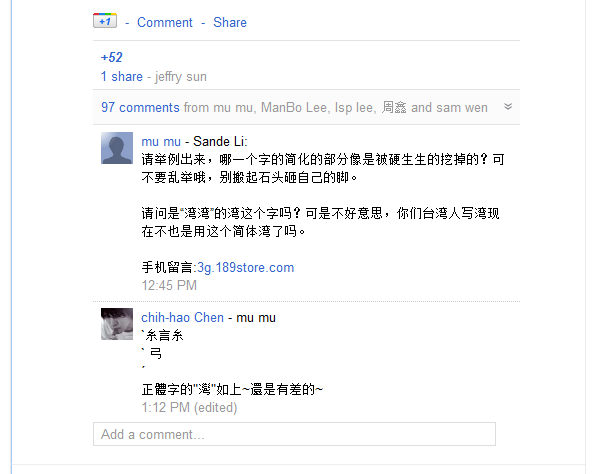 +1 - Comment - Share
+52
1 share - jeffry sun
97 comments from mu mu, ManBo Lee, lsp lee, 周鑫 and sam wen
mu mu - Sande Li:
请举例出来，哪一个字的简化的部分像是被硬生生的挖掉的？可
不要乱举哦，别搬起石头砸自己的脚。
请问是"湾湾"的湾这个字吗？可是不好意思，你们台湾人写湾现
在不也是用这个简体湾了吗。
手机留言:3g.189store.com
12:45 PM
chih-hao Chen - mu mu
`糸言糸
` 弓
ˊ
正體字的"灣"如上~還是有差的~
1:12 PM (edited)
Add a comment...